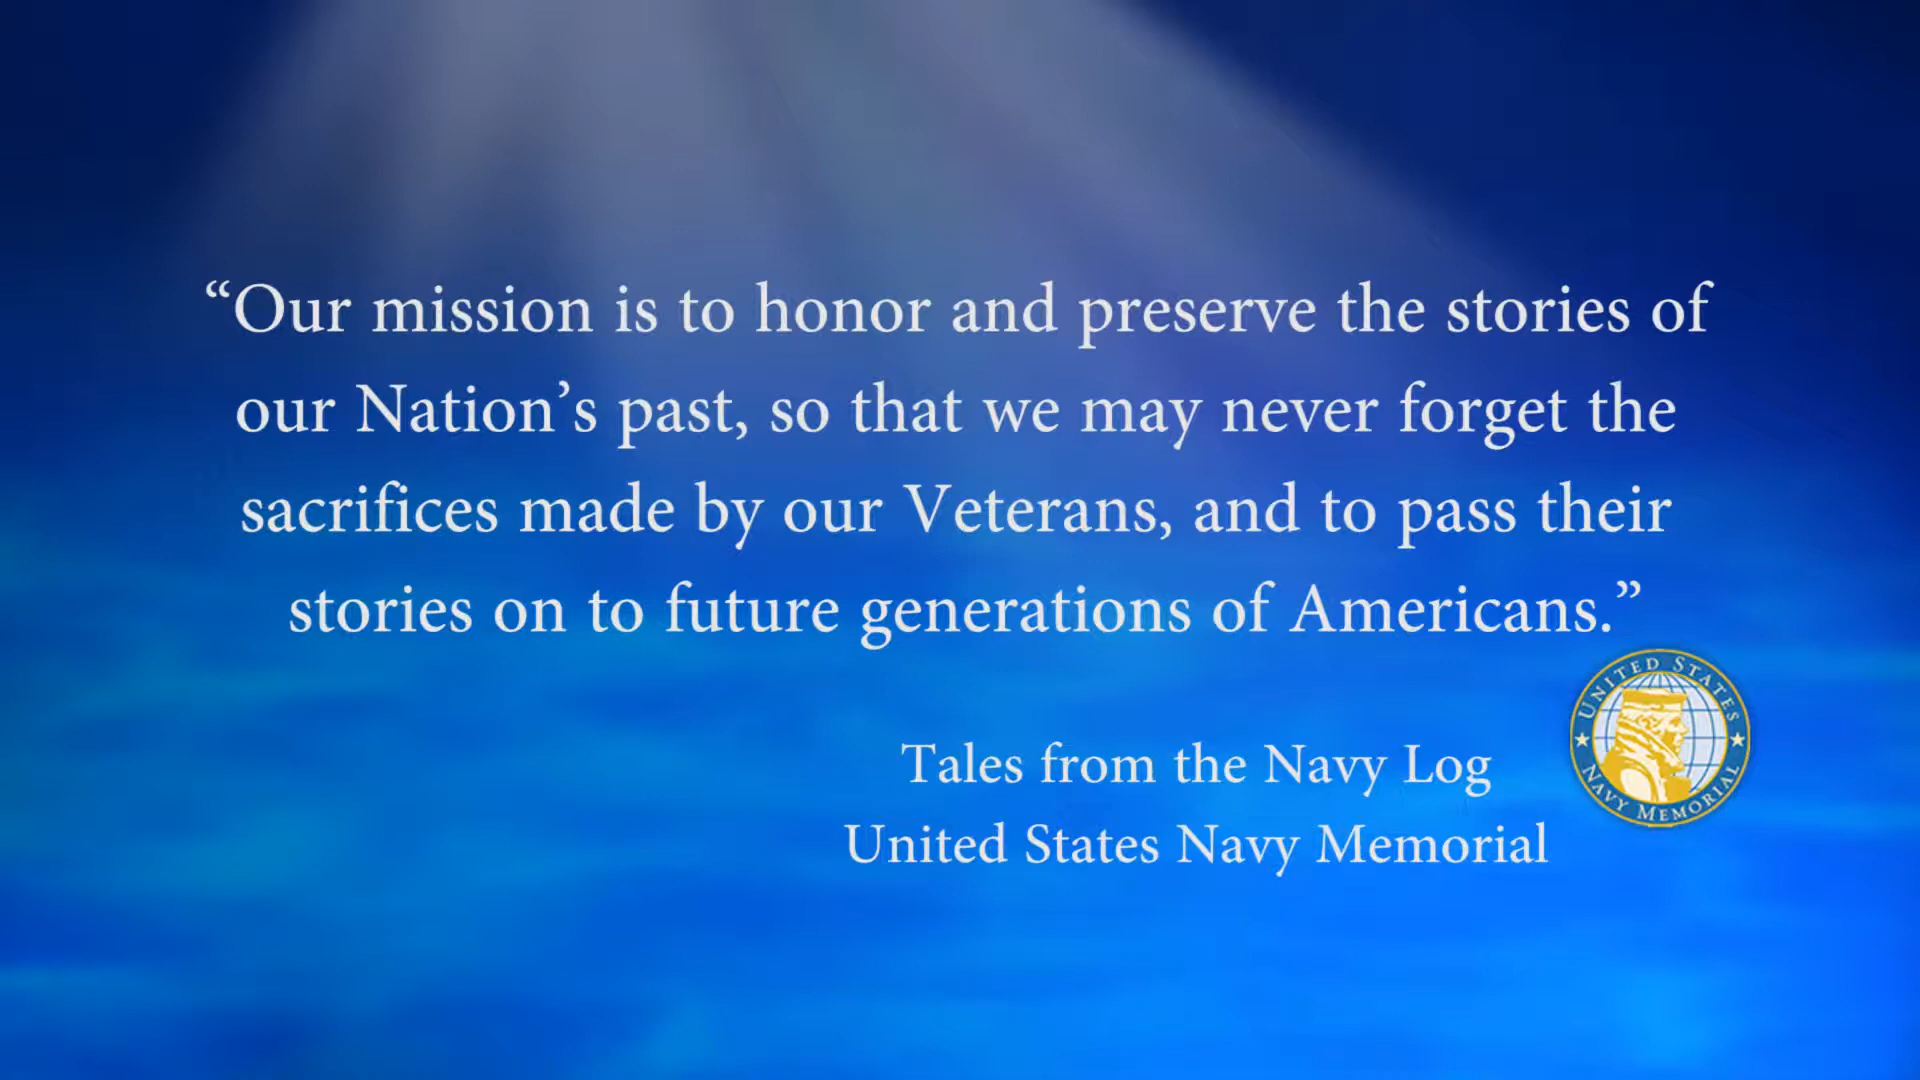 “Our mission is to honor and preserve the stories of
our Nation’s past, so that we may never forget the
sacrifices made by our Veterans, and to pass their
stories on to future generations of Americans.”
Tales from the Navy Log
United States Navy Memorial
UNITED STATES
NAVY MEMORIAL